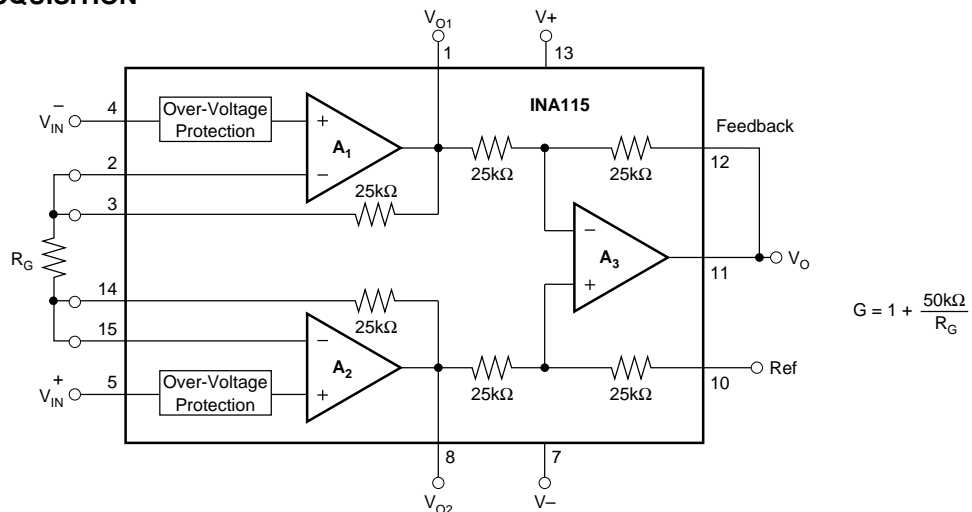 V_O1
V+
1
13
INA115
V_IN^–
4
Over-Voltage
Protection
+
A_1
–
25kΩ
25kΩ
Feedback
12
2
3
25kΩ
R_G
–
A_3
+
11
V_O
G = 1 + 50kΩ / R_G
14
15
25kΩ
–
A_2
+
V_IN^+
5
Over-Voltage
Protection
25kΩ
25kΩ
10
Ref
8
7
V_O2
V–